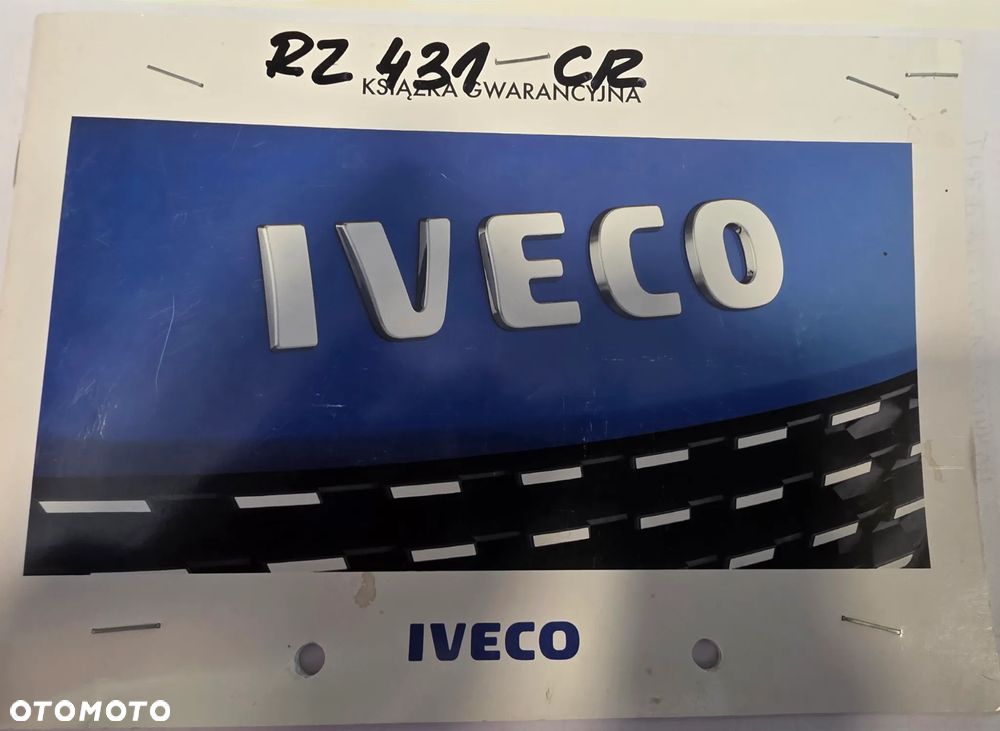 RZ 431 CR
KSIĄŻKA GWARANCYJNA
IVECO
IVECO
OTOMOTO